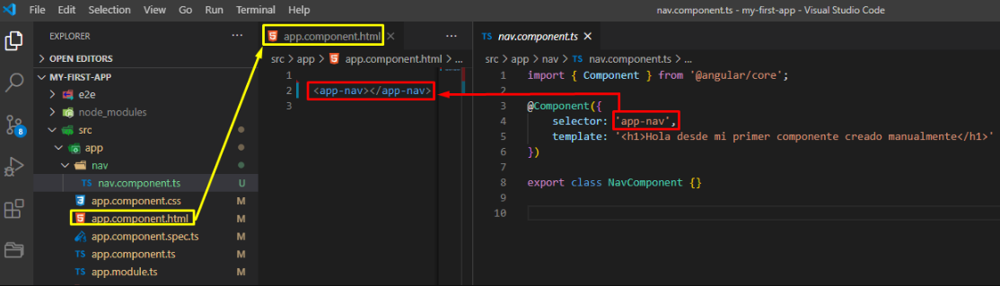 File Edit Selection View Go Run Terminal Help
nav.component.ts - my-first-app - Visual Studio Code
EXPLORER ...
OPEN EDITORS
MY-FIRST-APP
e2e
node_modules
src
app
nav
TS nav.component.ts U
app.component.css M
app.component.html M
app.component.spec.ts M
TS app.component.ts M
TS app.module.ts M
8
app.component.html ...
src > app > app.component.html > ...
1
2 <app-nav></app-nav>
3
TS nav.component.ts
src > app > nav > TS nav.component.ts > ...
1 import { Component } from '@angular/core';
2
3 @Component({
4 selector: 'app-nav',
5 template: '<h1>Hola desde mi primer componente creado manualmente</h1>'
6 })
7
8 export class NavComponent {}
9
10